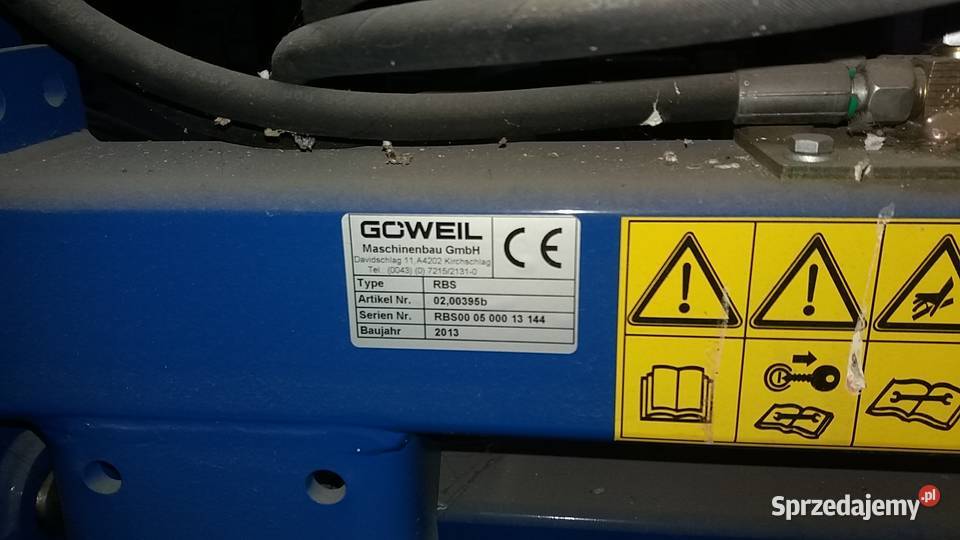 GÖWEIL
Maschinenbau GmbH
Davidschlag 11,A4202 Kirchschlag
Tel.: (0043) (0) 7215/2131-0
CE
Type RBS
Artikel Nr. 02,00395b
Serien Nr. RBS00 05 000 13 144
Baujahr 2013
Sprzedajemy.pl